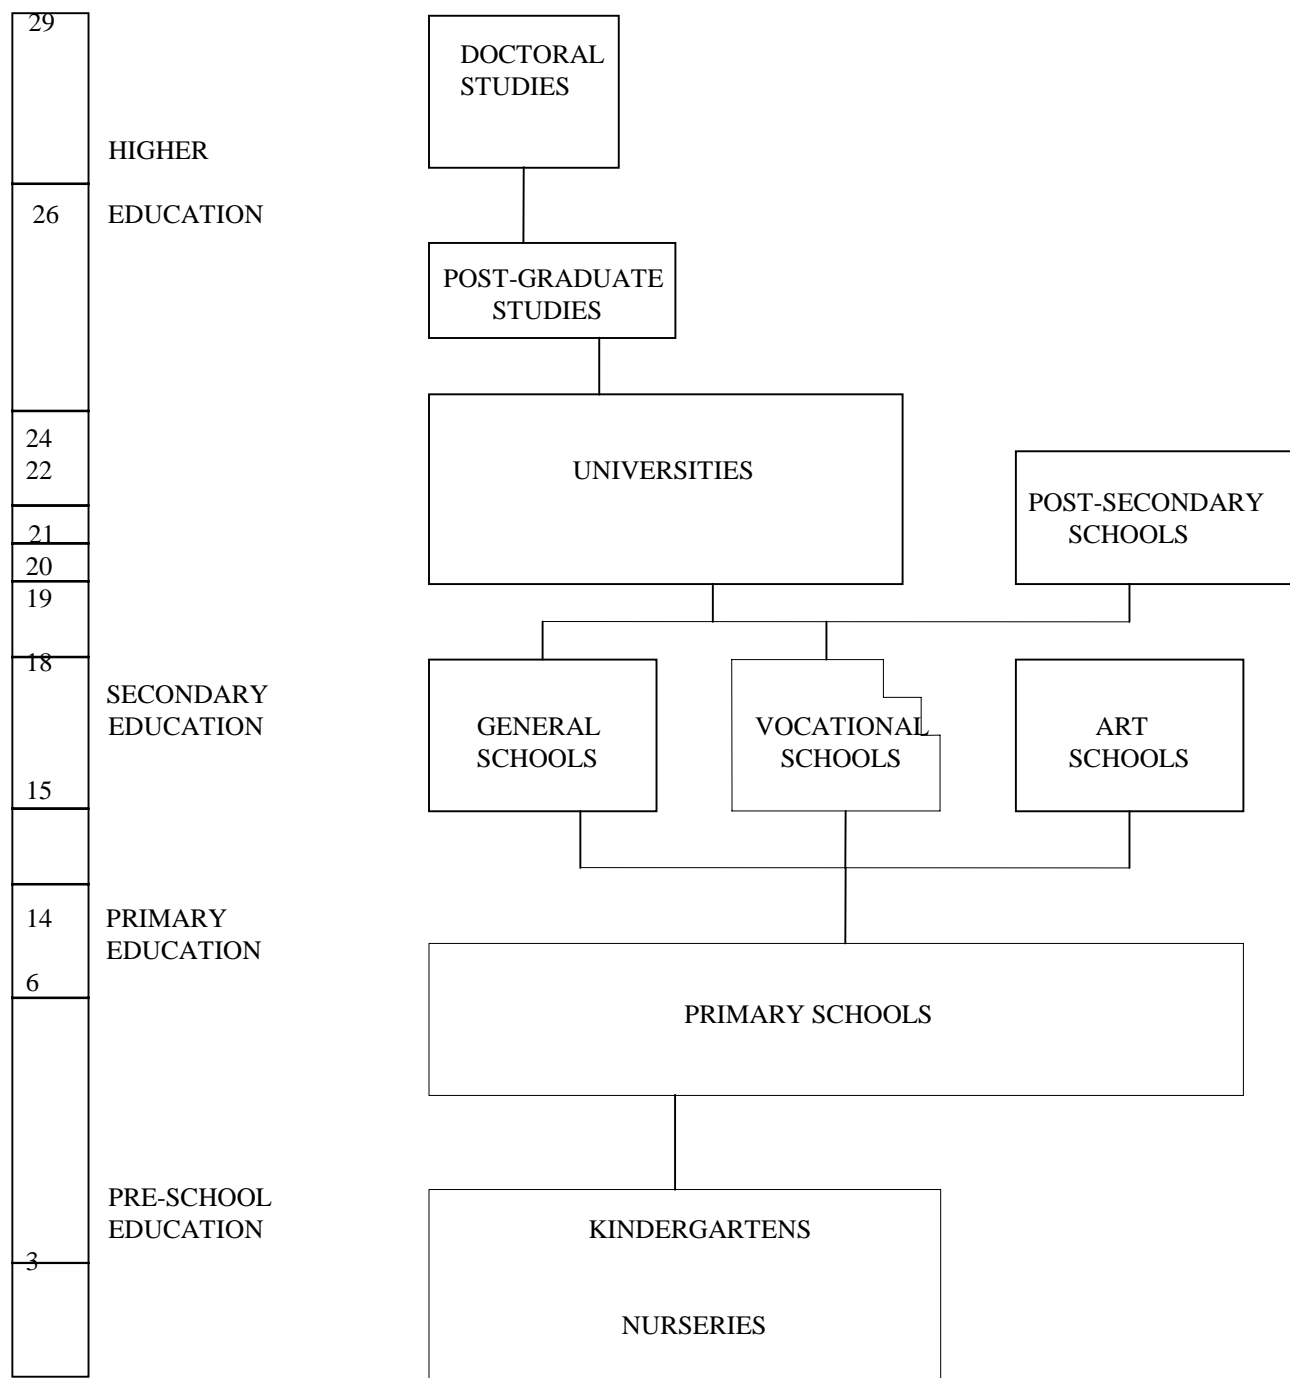 29
DOCTORAL
STUDIES
HIGHER
26 EDUCATION
POST-GRADUATE
STUDIES
24
22 UNIVERSITIES
POST-SECONDARY
SCHOOLS
21
20
19
18
SECONDARY
EDUCATION
GENERAL
SCHOOLS
VOCATIONAL
SCHOOLS
ART
SCHOOLS
15
14 PRIMARY
EDUCATION
6
PRIMARY SCHOOLS
PRE-SCHOOL
EDUCATION
KINDERGARTENS
3
NURSERIES